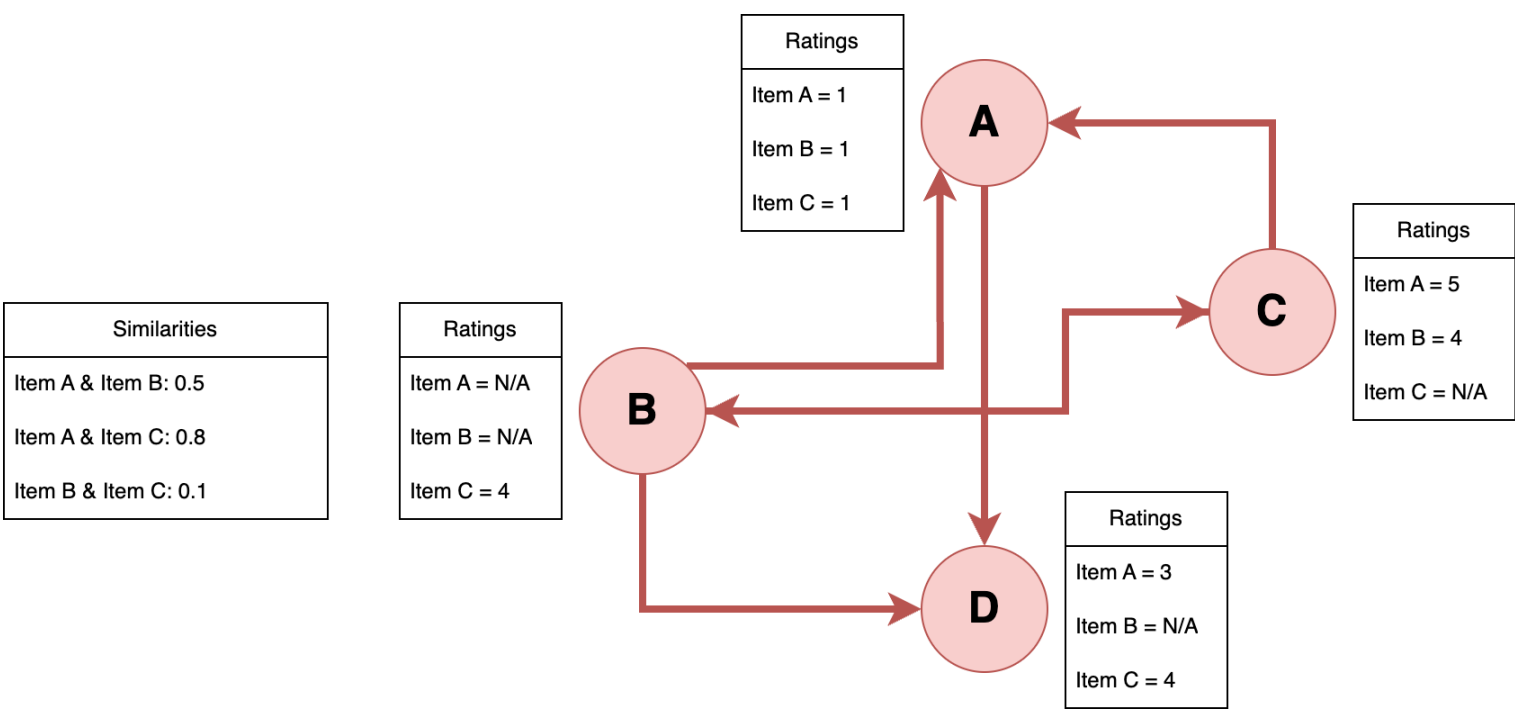 Ratings
Item A = 1
Item B = 1
Item C = 1
A
Ratings
Item A = 5
Item B = 4
Item C = N/A
C
Similarities
Item A & Item B: 0.5
Item A & Item C: 0.8
Item B & Item C: 0.1
Ratings
Item A = N/A
Item B = N/A
Item C = 4
B
Ratings
Item A = 3
Item B = N/A
Item C = 4
D